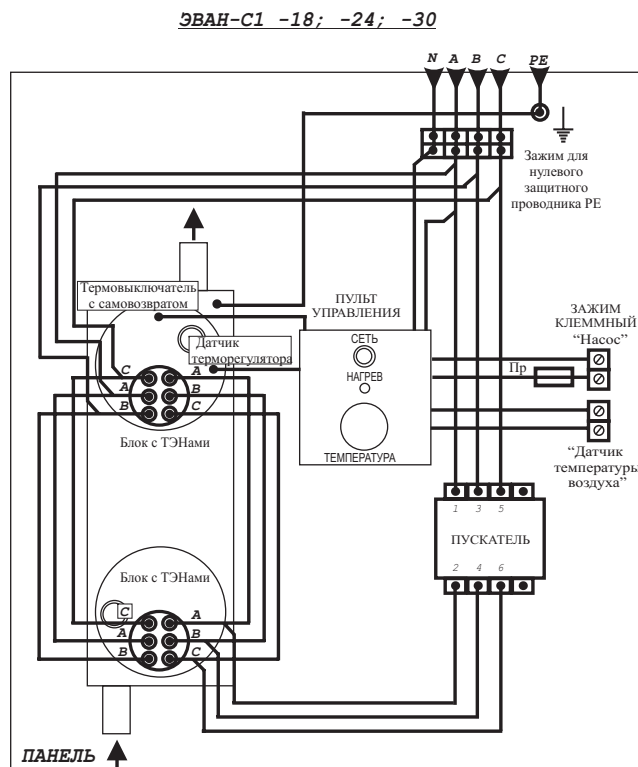 ЭВАН-С1 -18; -24; -30
N A B C PE
Зажим для
нулевого
защитного
проводника PE
Термовыключатель
с самовозвратом
ПУЛЬТ
УПРАВЛЕНИЯ
ЗАЖИМ
КЛЕММНЫЙ
“Насос”
Датчик
терморегулятора
СЕТЬ
НАГРЕВ
Пр
ТЕМПЕРАТУРА
C A
A B
B C
Блок с ТЭНами
“Датчик
температуры
воздуха”
1 3 5
ПУСКАТЕЛЬ
2 4 6
Блок с ТЭНами
C A
A B
B C
ПАНЕЛЬ